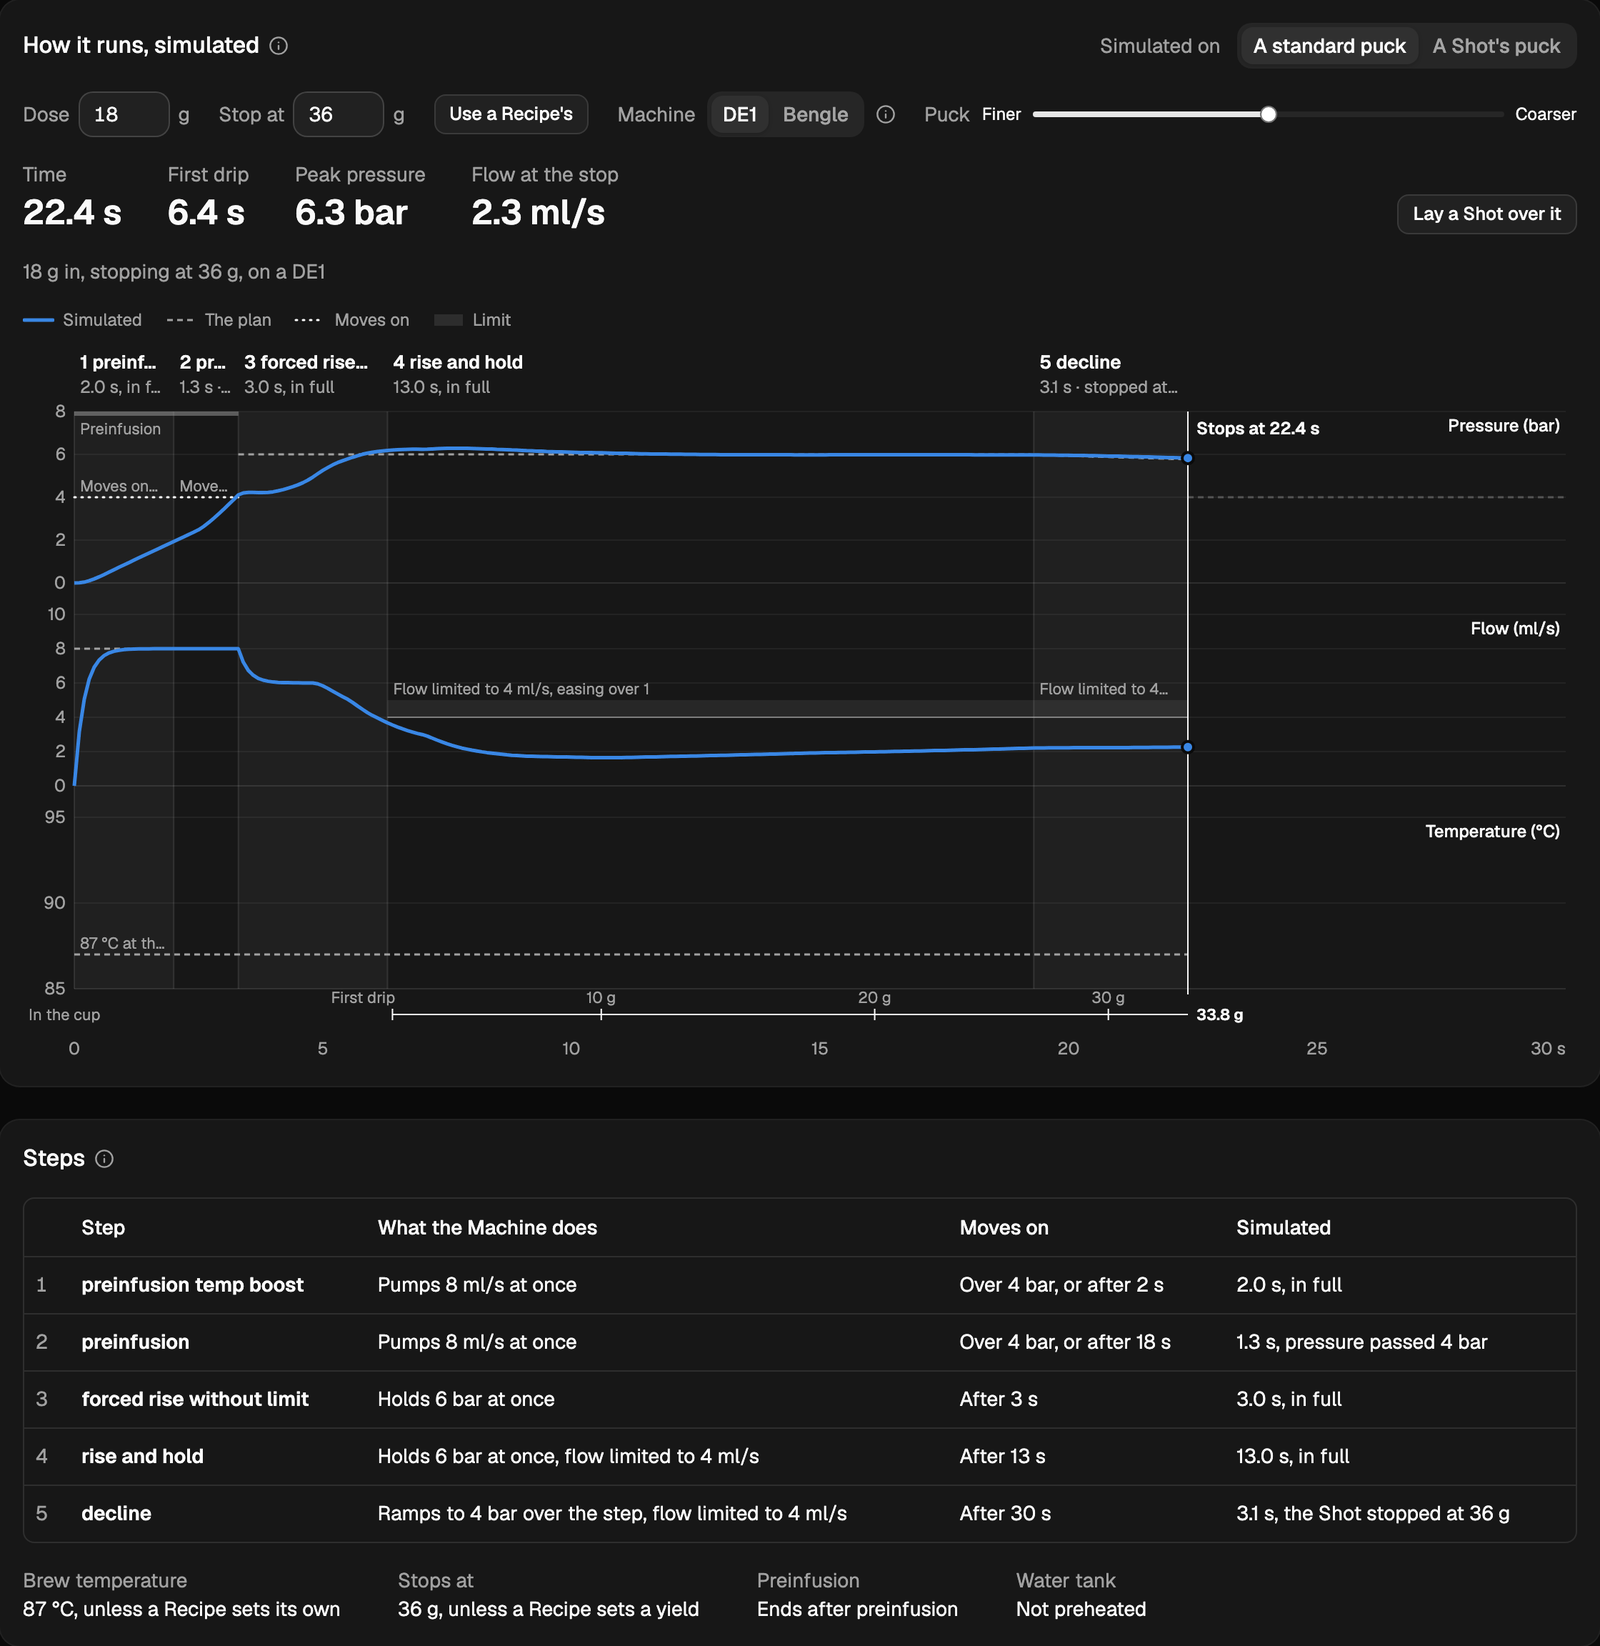 How it runs, simulated
Simulated on A standard puck A Shot's puck
Dose 18 g Stop at 36 g Use a Recipe's Machine DE1 Bengle Puck Finer Coarser
Time First drip Peak pressure Flow at the stop
22.4 s 6.4 s 6.3 bar 2.3 ml/s
Lay a Shot over it
18 g in, stopping at 36 g, on a DE1
Simulated The plan Moves on Limit
1 preinf... 2 pr... 3 forced rise... 4 rise and hold 5 decline
2.0 s, in f... 1.3 s ·... 3.0 s, in full 13.0 s, in full 3.1 s · stopped at...
8
Preinfusion
Stops at 22.4 s
Pressure (bar)
6
Moves on... Move...
4
2
0
10
Flow (ml/s)
8
6
Flow limited to 4 ml/s, easing over 1 Flow limited to 4...
4
2
0
95
Temperature (°C)
90
87 °C at th...
85
First drip 10 g 20 g 30 g
In the cup 33.8 g
0 5 10 15 20 25 30 s
Steps
Step What the Machine does Moves on Simulated
1 preinfusion temp boost Pumps 8 ml/s at once Over 4 bar, or after 2 s 2.0 s, in full
2 preinfusion Pumps 8 ml/s at once Over 4 bar, or after 18 s 1.3 s, pressure passed 4 bar
3 forced rise without limit Holds 6 bar at once After 3 s 3.0 s, in full
4 rise and hold Holds 6 bar at once, flow limited to 4 ml/s After 13 s 13.0 s, in full
5 decline Ramps to 4 bar over the step, flow limited to 4 ml/s After 30 s 3.1 s, the Shot stopped at 36 g
Brew temperature Stops at Preinfusion Water tank
87 °C, unless a Recipe sets its own 36 g, unless a Recipe sets a yield Ends after preinfusion Not preheated